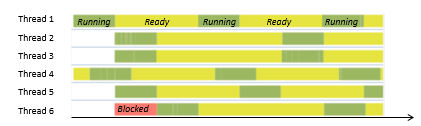 Thread 1 Running Ready Running Ready Running
Thread 2
Thread 3
Thread 4
Thread 5
Thread 6 Blocked